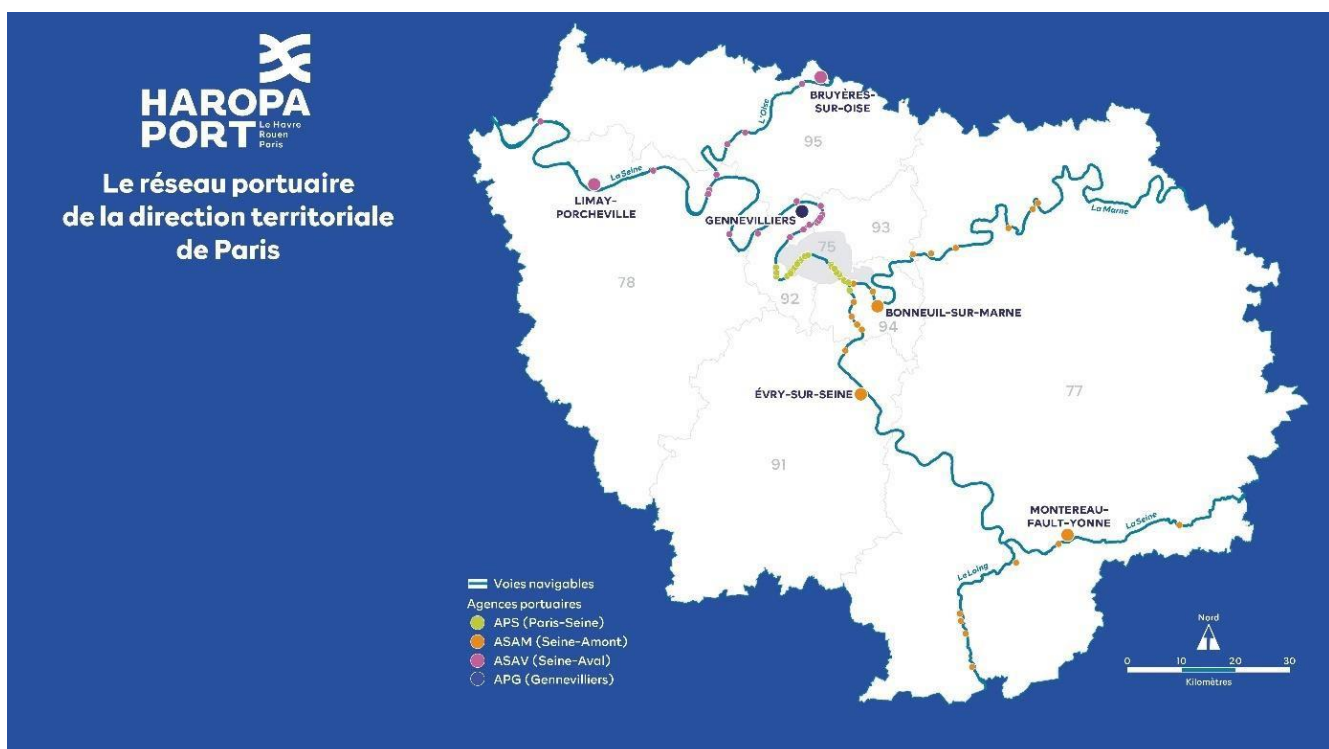 HAROPA
PORT
Le Havre
Rouen
Paris
Le réseau portuaire
de la direction territoriale
de Paris
BRUYÈRES-
SUR-OISE
L'Oise
95
La Seine
LIMAY-
PORCHEVILLE
GENNEVILLIERS
La Marne
93
75
78
92
BONNEUIL-SUR-MARNE
94
ÉVRY-SUR-SEINE
77
91
MONTEREAU-
FAULT-YONNE
La Seine
Le Loing
Voies navigables
Agences portuaires
APS (Paris-Seine)
ASAM (Seine-Amont)
ASAV (Seine-Aval)
APG (Gennevilliers)
Nord
0 10 20 30
Kilomètres